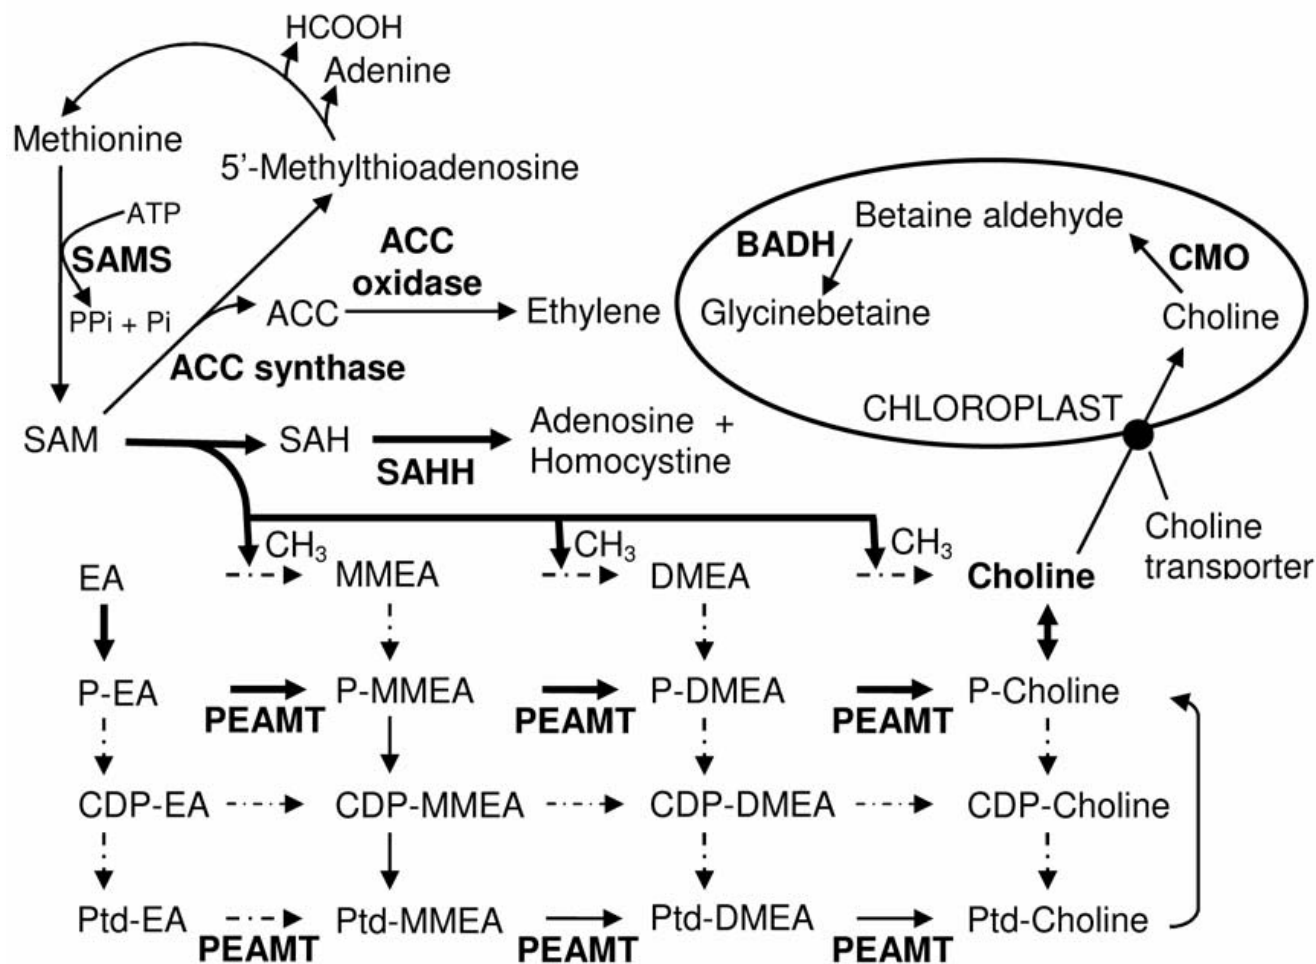 HCOOH
Adenine
Methionine
5'-Methylthioadenosine
ATP
SAMS
PPi + Pi
ACC
oxidase
ACC
Ethylene
ACC synthase
BADH
Betaine aldehyde
CMO
Glycinebetaine
Choline
CHLOROPLAST
SAM
SAH
SAHH
Adenosine +
Homocystine
Choline
transporter
CH₃
CH₃
CH₃
EA
MMEA
DMEA
Choline
P-EA
P-MMEA
P-DMEA
P-Choline
PEAMT
PEAMT
PEAMT
CDP-EA
CDP-MMEA
CDP-DMEA
CDP-Choline
Ptd-EA
Ptd-MMEA
Ptd-DMEA
Ptd-Choline
PEAMT
PEAMT
PEAMT